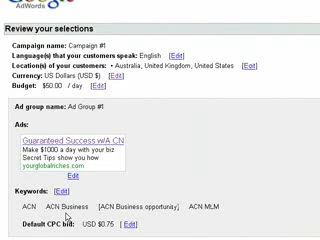 Google
AdWords
Review your selections
Campaign name: Campaign #1
Language(s) that your customers speak: English [Edit]
Location(s) of your customers: • Australia, United Kingdom, United States [Edit]
Currency: US Dollars (USD $) [Edit]
Budget: $50.00 / day [Edit]
Ad group name: Ad Group #1
Ads:
Guaranteed Success w/A CN
Make $1000 a day with your biz
Secret Tips show you how
yourglobalriches.com
Edit
Keywords: [Edit]
ACN ACN Business [ACN Business opportunity] ACN MLM
Default CPC bid: USD $0.75 [Edit]